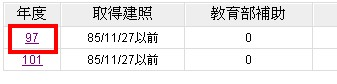 年度 取得建照 教育部補助
97 85/11/27以前 0
101 85/11/27以前 0